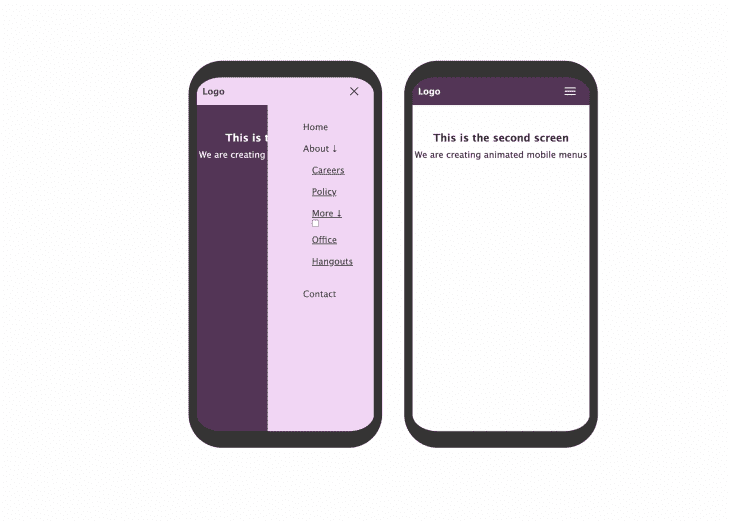 Logo
This is t
We are creating
Home
About ↓
Careers
Policy
More ↓
Office
Hangouts
Contact
Logo
This is the second screen
We are creating animated mobile menus